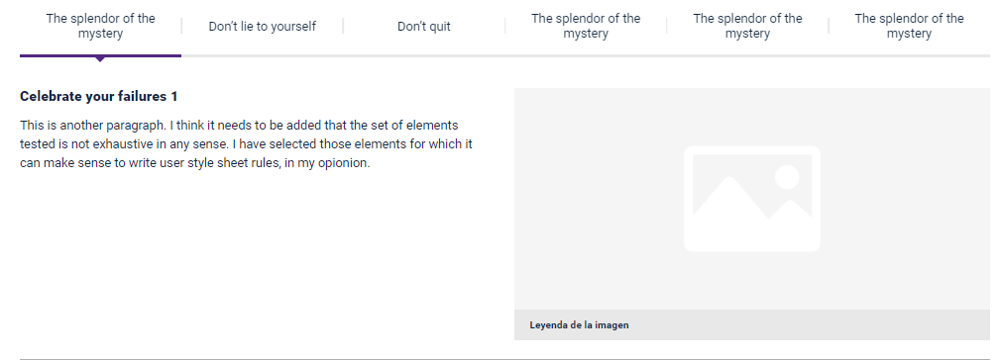 The splendor of the
mystery
Don't lie to yourself
Don't quit
The splendor of the
mystery
The splendor of the
mystery
The splendor of the
mystery
Celebrate your failures 1
This is another paragraph. I think it needs to be added that the set of elements
tested is not exhaustive in any sense. I have selected those elements for which it
can make sense to write user style sheet rules, in my opionion.
Leyenda de la imagen